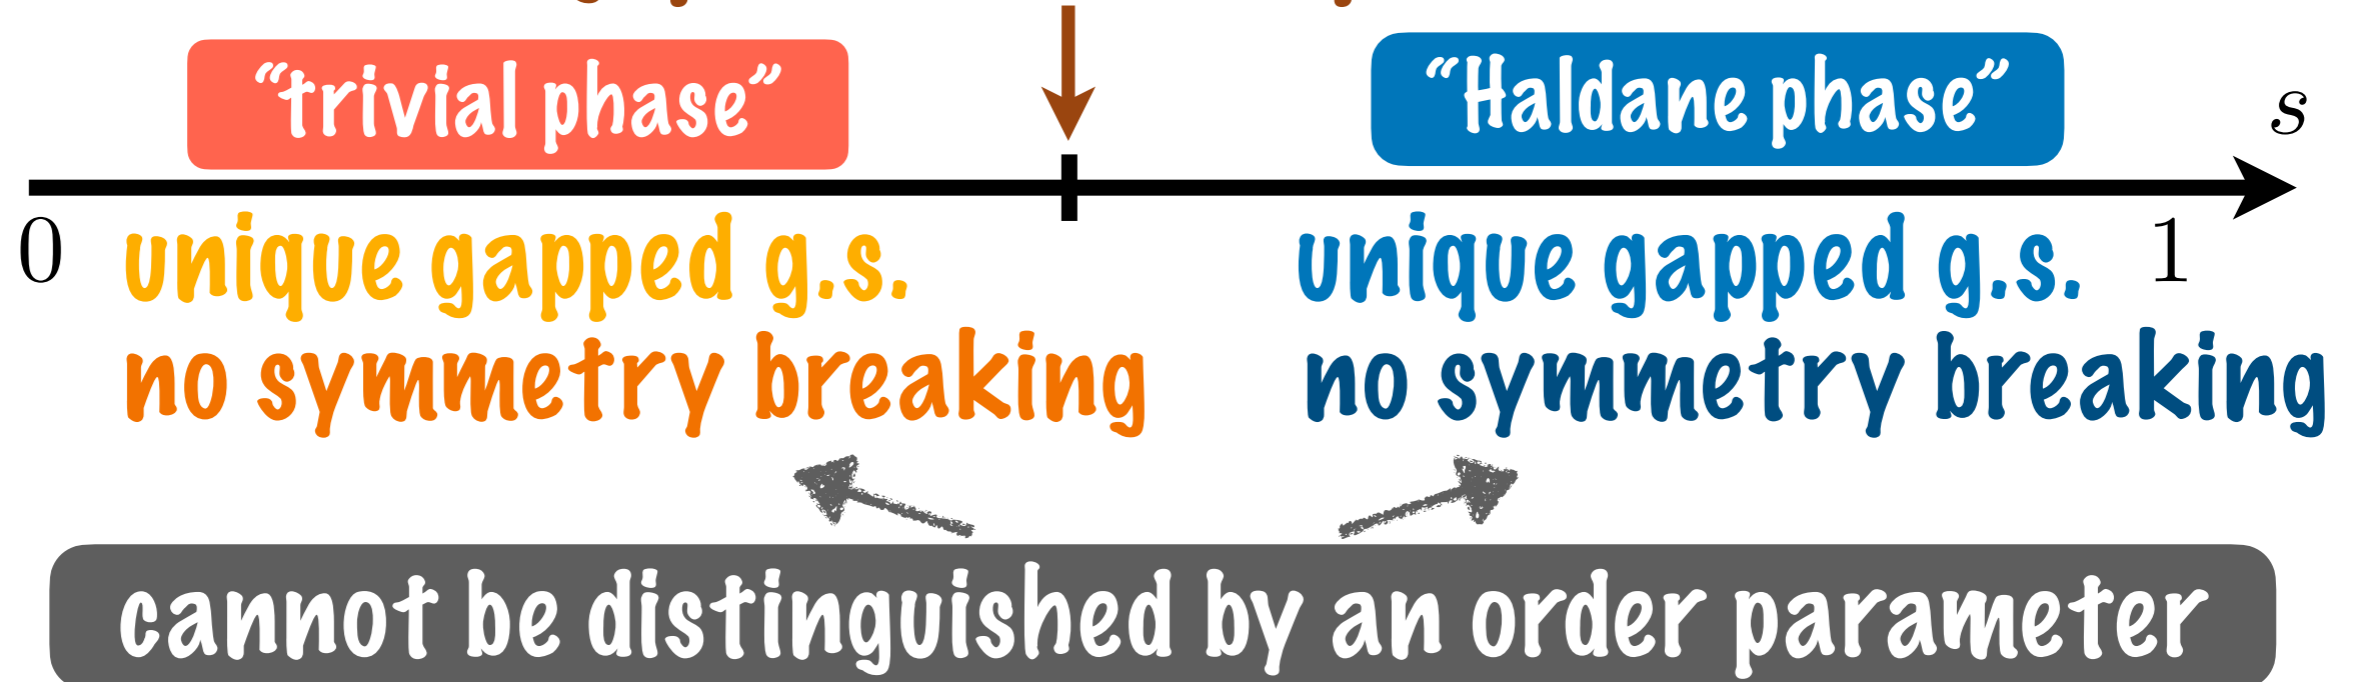 “trivial phase” “Haldane phase” s
0 unique gapped g.s. unique gapped g.s. 1
no symmetry breaking no symmetry breaking
cannot be distinguished by an order parameter